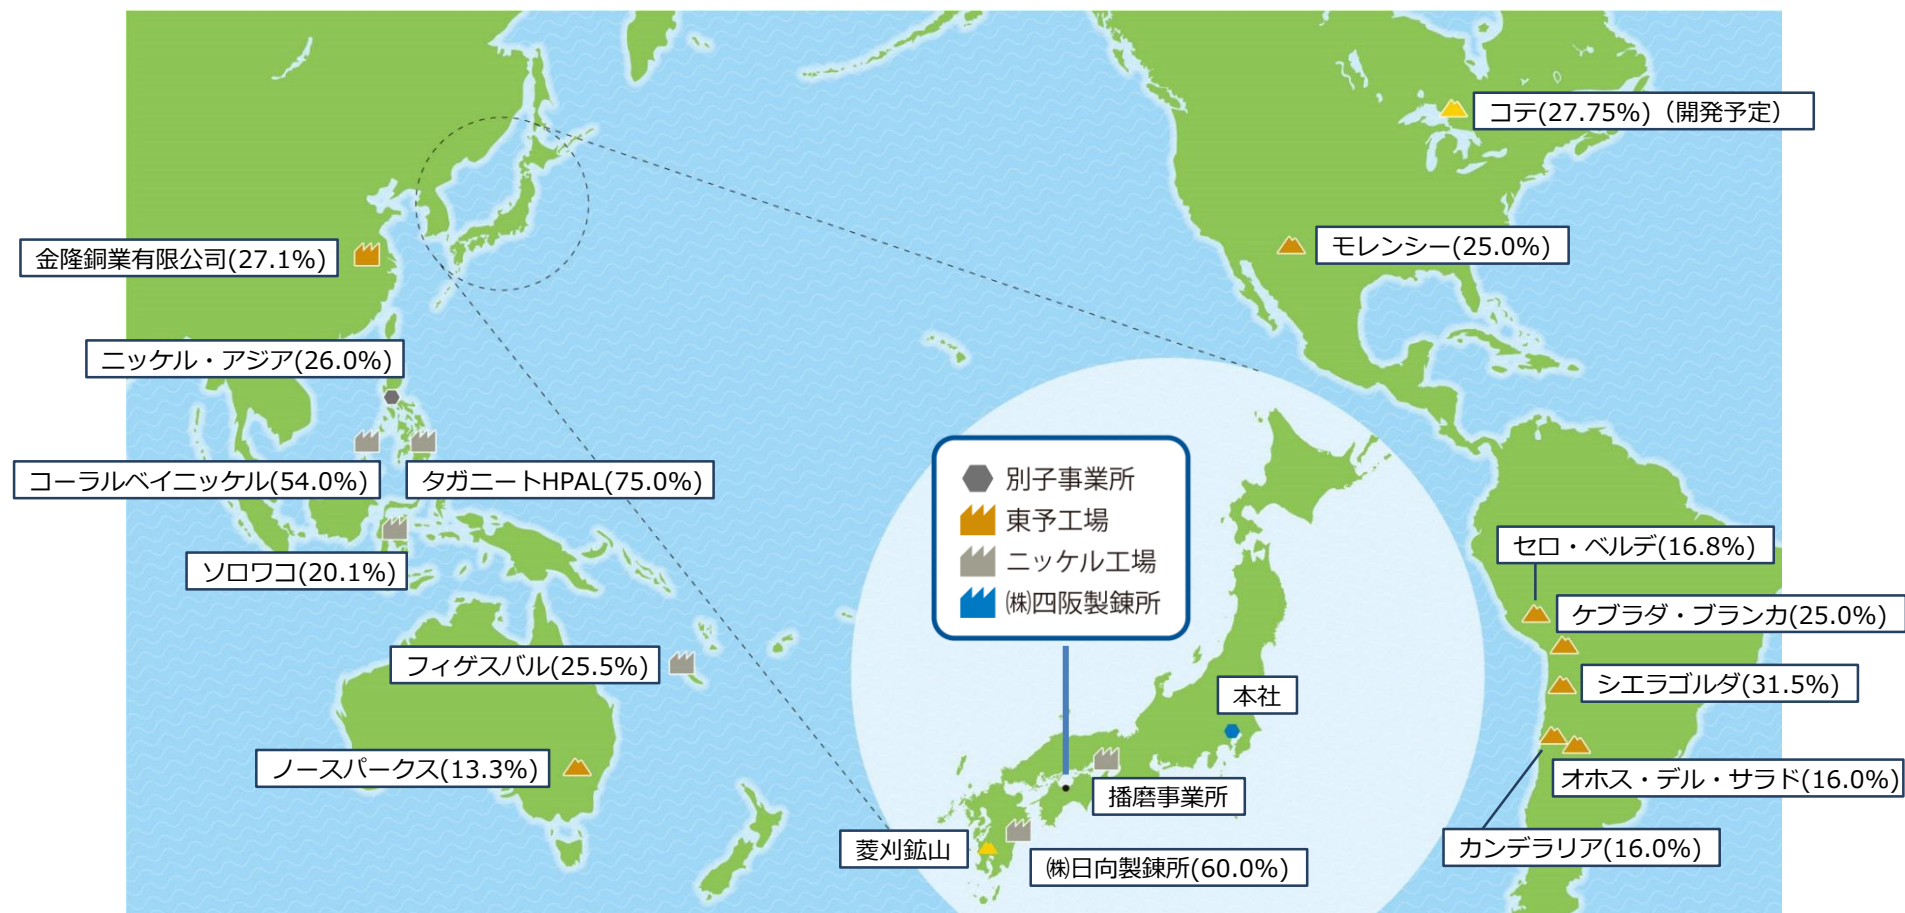 コテ(27.75%)（開発予定）
モレンシー(25.0%)
金隆銅業有限公司(27.1%)
ニッケル・アジア(26.0%)
コーラルベイニッケル(54.0%)
タガニートHPAL(75.0%)
ソロワコ(20.1%)
フィゲスバル(25.5%)
ノースパークス(13.3%)
別子事業所
東予工場
ニッケル工場
㈱四阪製錬所
本社
播磨事業所
菱刈鉱山
㈱日向製錬所(60.0%)
セロ・ベルデ(16.8%)
ケブラダ・ブランカ(25.0%)
シエラゴルダ(31.5%)
オホス・デル・サラド(16.0%)
カンデラリア(16.0%)